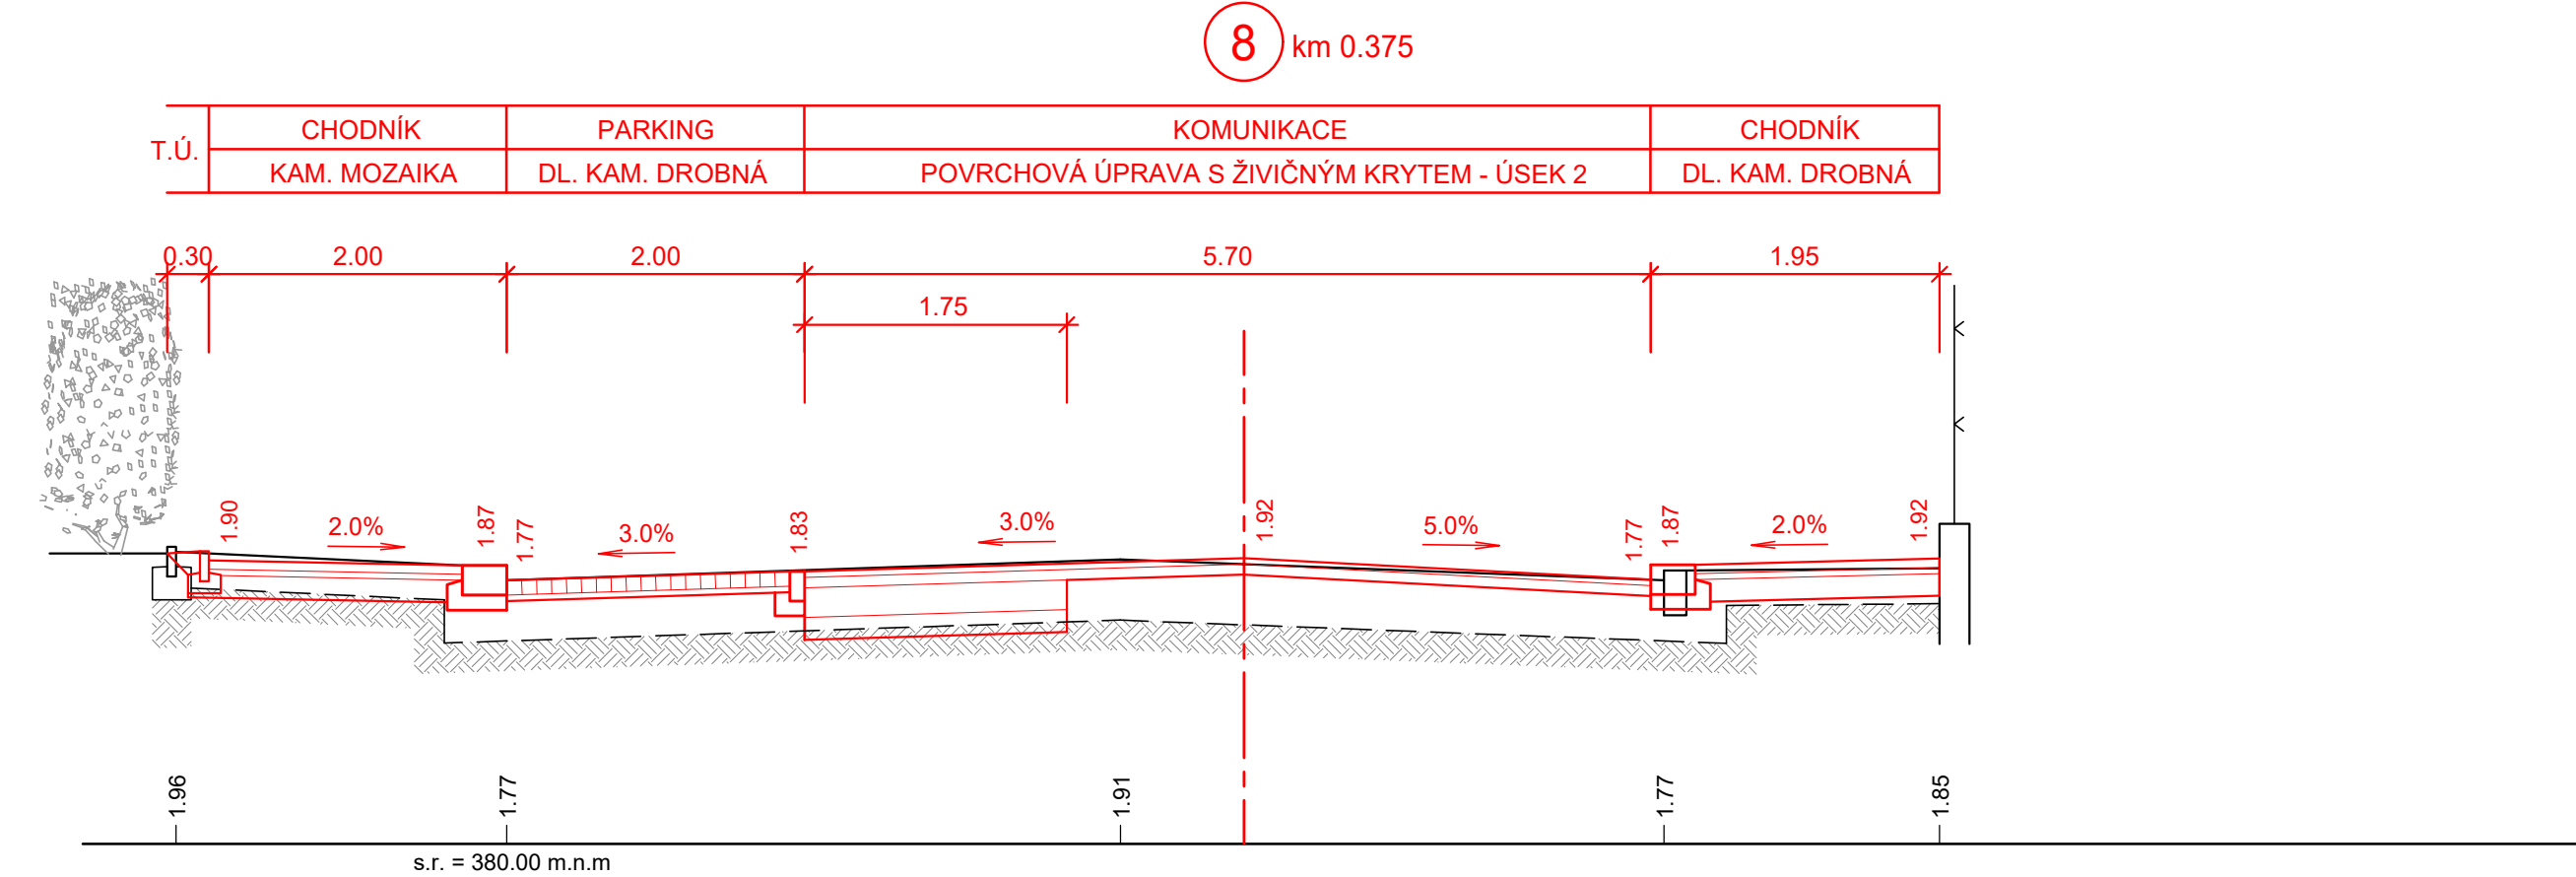 8 km 0.375
T.Ú. CHODNÍK PARKING KOMUNIKACE CHODNÍK
KAM. MOZAIKA DL. KAM. DROBNÁ POVRCHOVÁ ÚPRAVA S ŽIVIČNÝM KRYTEM - ÚSEK 2 DL. KAM. DROBNÁ
0.30 2.00 2.00 5.70 1.95
1.75
1.90 2.0% 1.87 1.77 3.0% 1.83 3.0% 1.92 5.0% 1.77 1.87 2.0% 1.92
1.96 1.77 1.91 1.77 1.85
s.r. = 380.00 m.n.m